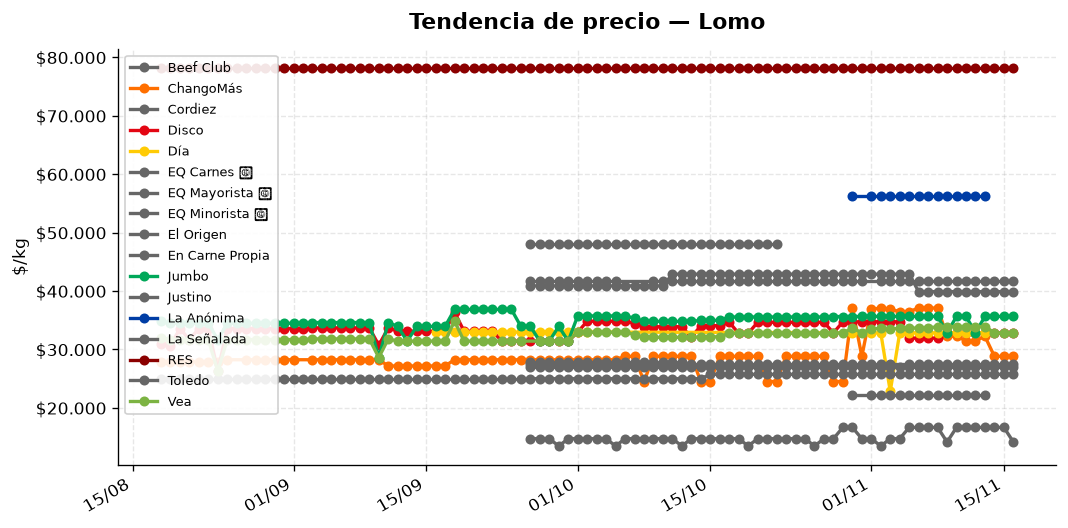 Tendencia de precio — Lomo
$/kg
$80.000
$70.000
$60.000
$50.000
$40.000
$30.000
$20.000
Beef Club
ChangoMás
Cordiez
Disco
Día
EQ Carnes
EQ Mayorista
EQ Minorista
El Origen
En Carne Propia
Jumbo
Justino
La Anónima
La Señalada
RES
Toledo
Vea
15/08
01/09
15/09
01/10
15/10
01/11
15/11